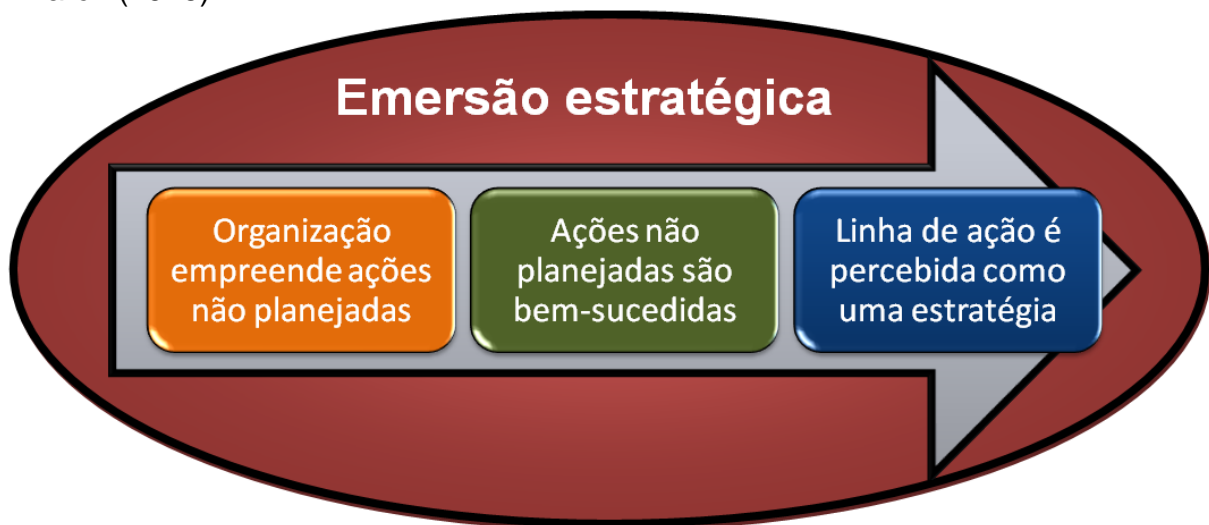 Emersão estratégica
Organização
empreende ações
não planejadas
Ações não
planejadas são
bem-sucedidas
Linha de ação é
percebida como
uma estratégia